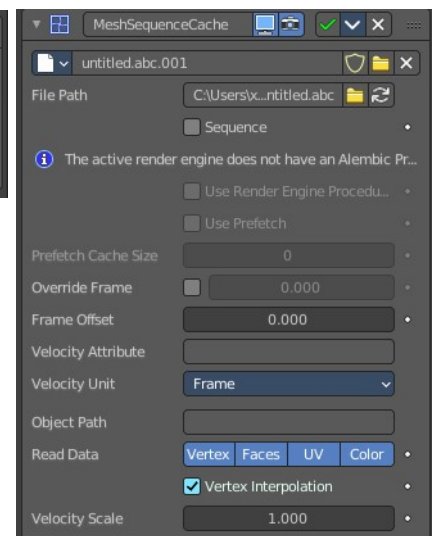 MeshSequenceCache
untitled.abc.001
File Path C:\Users\x...ntitled.abc
Sequence
The active render engine does not have an Alembic Pr...
Use Render Engine Procedu...
Use Prefetch
Prefetch Cache Size 0
Override Frame 0.000
Frame Offset 0.000
Velocity Attribute
Velocity Unit Frame
Object Path
Read Data Vertex Faces UV Color
Vertex Interpolation
Velocity Scale 1.000